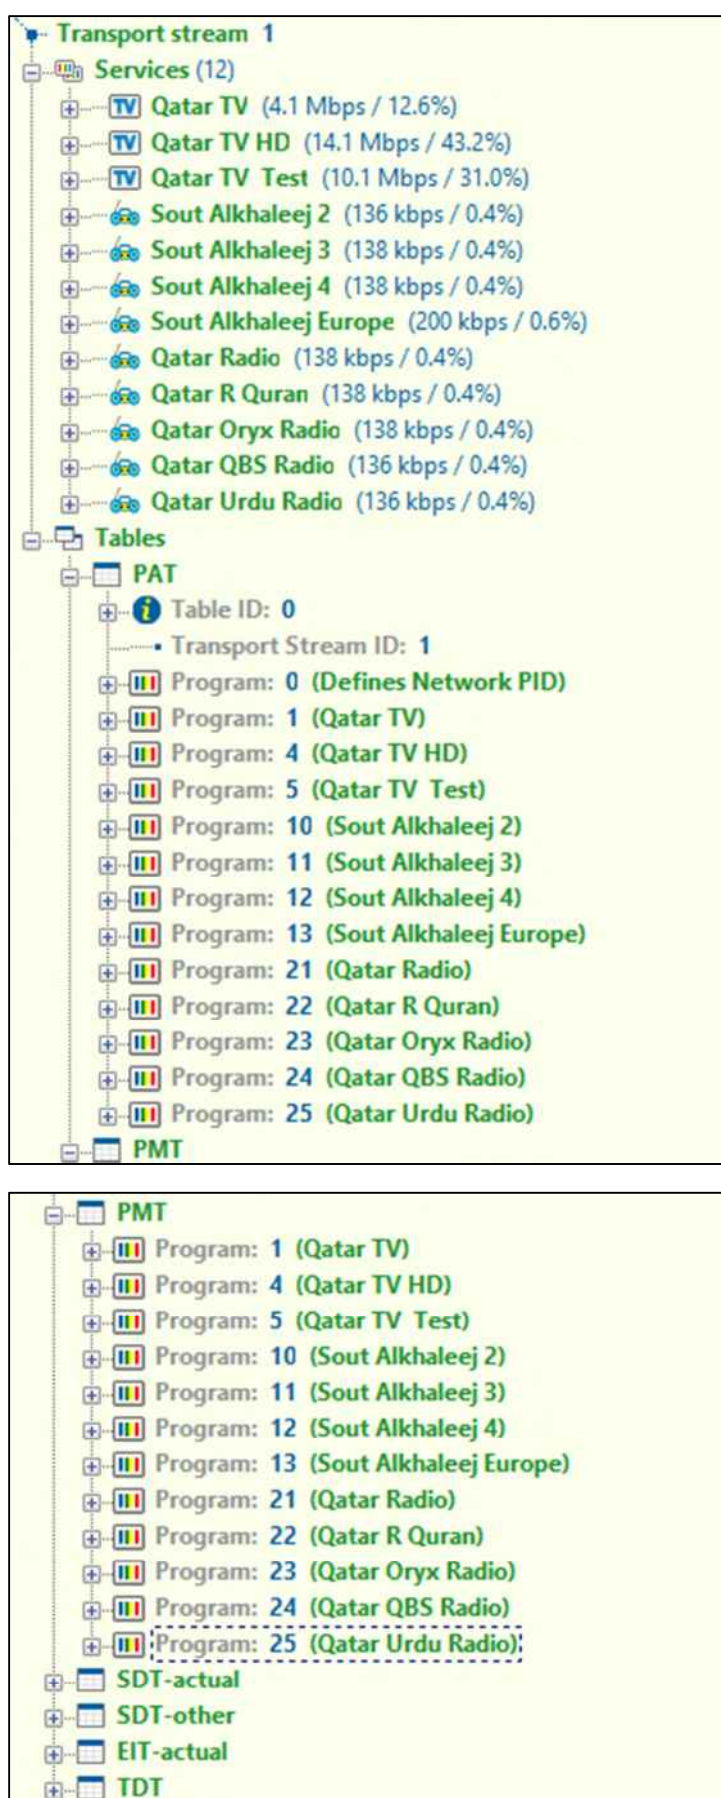 Transport stream 1
Services (12)
TV Qatar TV (4.1 Mbps / 12.6%)
TV Qatar TV HD (14.1 Mbps / 43.2%)
TV Qatar TV Test (10.1 Mbps / 31.0%)
Sout Alkhaleej 2 (136 kbps / 0.4%)
Sout Alkhaleej 3 (138 kbps / 0.4%)
Sout Alkhaleej 4 (138 kbps / 0.4%)
Sout Alkhaleej Europe (200 kbps / 0.6%)
Qatar Radio (138 kbps / 0.4%)
Qatar R Quran (138 kbps / 0.4%)
Qatar Oryx Radio (138 kbps / 0.4%)
Qatar QBS Radio (136 kbps / 0.4%)
Qatar Urdu Radio (136 kbps / 0.4%)
Tables
PAT
Table ID: 0
Transport Stream ID: 1
Program: 0 (Defines Network PID)
Program: 1 (Qatar TV)
Program: 4 (Qatar TV HD)
Program: 5 (Qatar TV Test)
Program: 10 (Sout Alkhaleej 2)
Program: 11 (Sout Alkhaleej 3)
Program: 12 (Sout Alkhaleej 4)
Program: 13 (Sout Alkhaleej Europe)
Program: 21 (Qatar Radio)
Program: 22 (Qatar R Quran)
Program: 23 (Qatar Oryx Radio)
Program: 24 (Qatar QBS Radio)
Program: 25 (Qatar Urdu Radio)
PMT
PMT
Program: 1 (Qatar TV)
Program: 4 (Qatar TV HD)
Program: 5 (Qatar TV Test)
Program: 10 (Sout Alkhaleej 2)
Program: 11 (Sout Alkhaleej 3)
Program: 12 (Sout Alkhaleej 4)
Program: 13 (Sout Alkhaleej Europe)
Program: 21 (Qatar Radio)
Program: 22 (Qatar R Quran)
Program: 23 (Qatar Oryx Radio)
Program: 24 (Qatar QBS Radio)
Program: 25 (Qatar Urdu Radio)
SDT-actual
SDT-other
EIT-actual
TDT